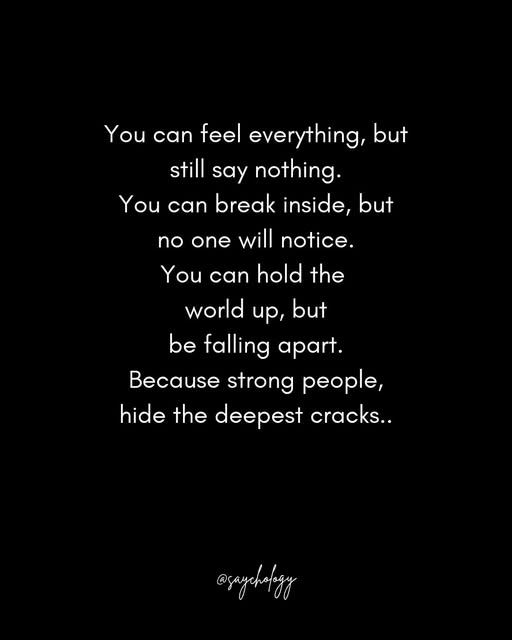 You can feel everything, but
still say nothing.
You can break inside, but
no one will notice.
You can hold the
world up, but
be falling apart.
Because strong people,
hide the deepest cracks..
@saychology